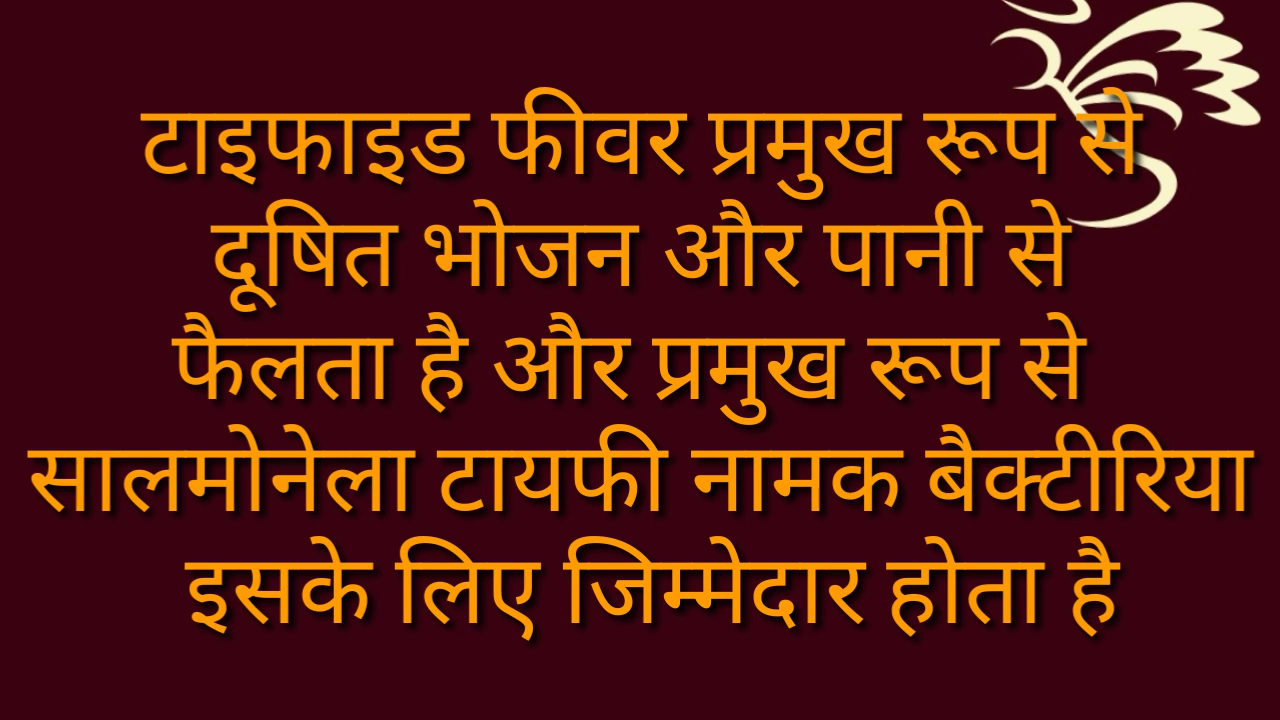 टाइफाइड फीवर प्रमुख रूप से
दूषित भोजन और पानी से
फैलता है और प्रमुख रूप से
सालमोनेला टायफी नामक बैक्टीरिया
इसके लिए जिम्मेदार होता है